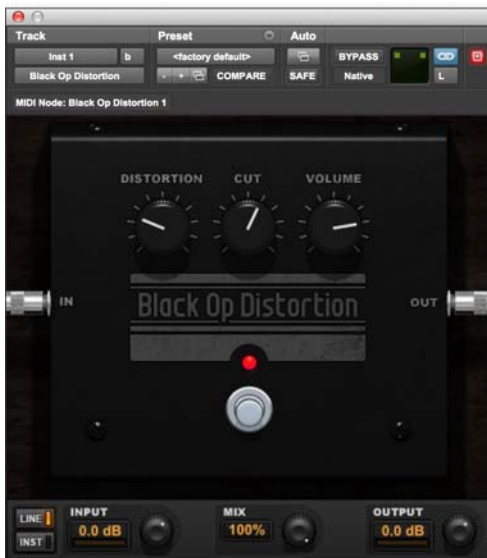 Track Preset Auto
Inst 1 b <factory default> BYPASS
Black Op Distortion - + COMPARE SAFE Native L
MIDI Node: Black Op Distortion 1
DISTORTION CUT VOLUME
IN Black Op Distortion OUT
LINE INPUT MIX OUTPUT
INST 0.0 dB 100% 0.0 dB